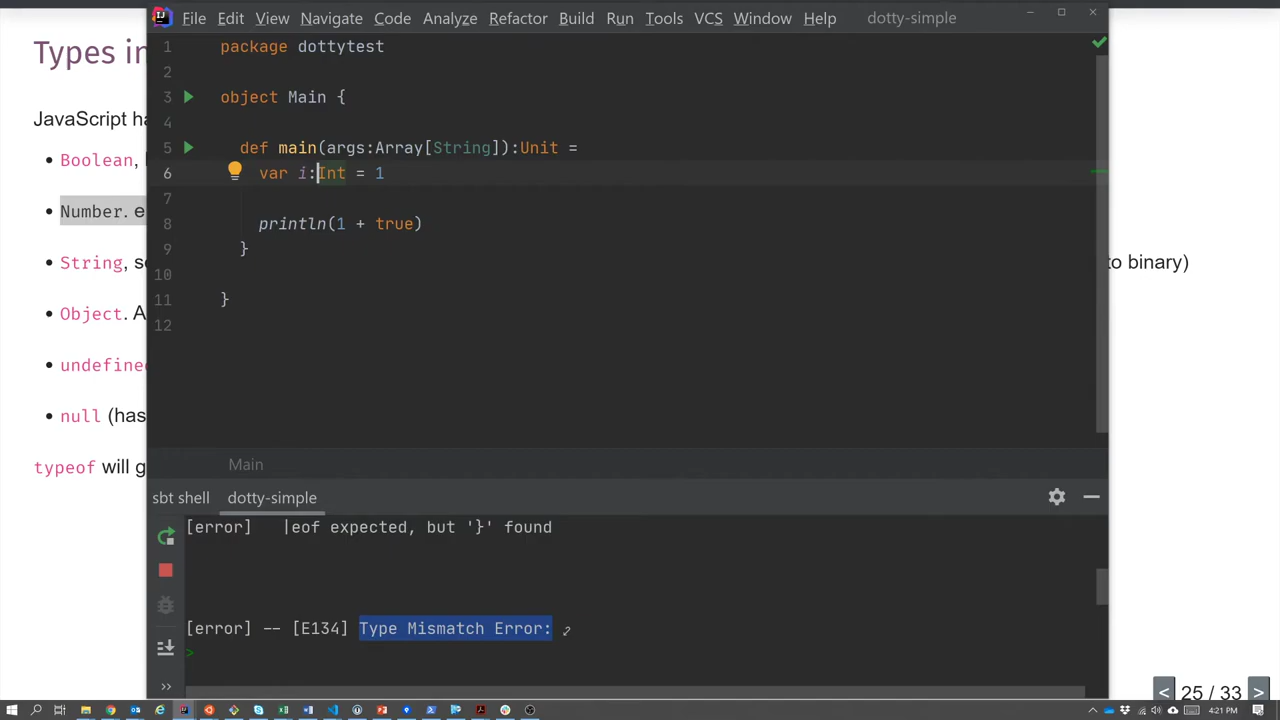 File Edit View Navigate Code Analyze Refactor Build Run Tools VCS Window Help dotty-simple
Types in
JavaScript ha
Boolean,
Number. e
String, s
to binary)
Object. A
undefined
null (has
typeof will g
1 package dottytest
2
3 object Main {
4
5 def main(args:Array[String]):Unit =
6 var i:Int = 1
7
8 println(1 + true)
9 }
10
11 }
12
Main
sbt shell dotty-simple
[error] |eof expected, but '}' found
[error] -- [E134] Type Mismatch Error:
>
>>
< 25 / 33 >
4:21 PM